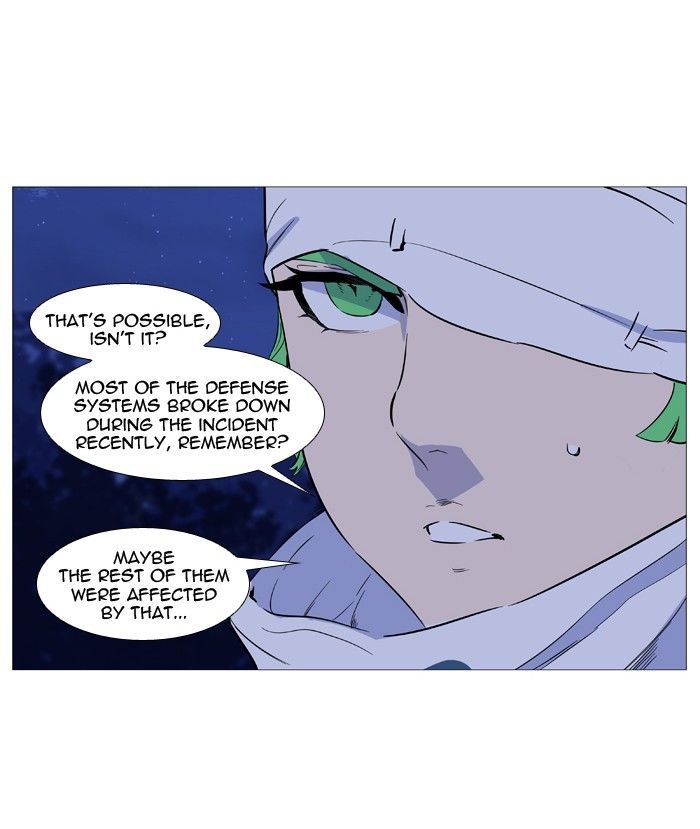 THAT'S POSSIBLE,
ISN'T IT?
MOST OF THE DEFENSE
SYSTEMS BROKE DOWN
DURING THE INCIDENT
RECENTLY, REMEMBER?
MAYBE
THE REST OF THEM
WERE AFFECTED
BY THAT...